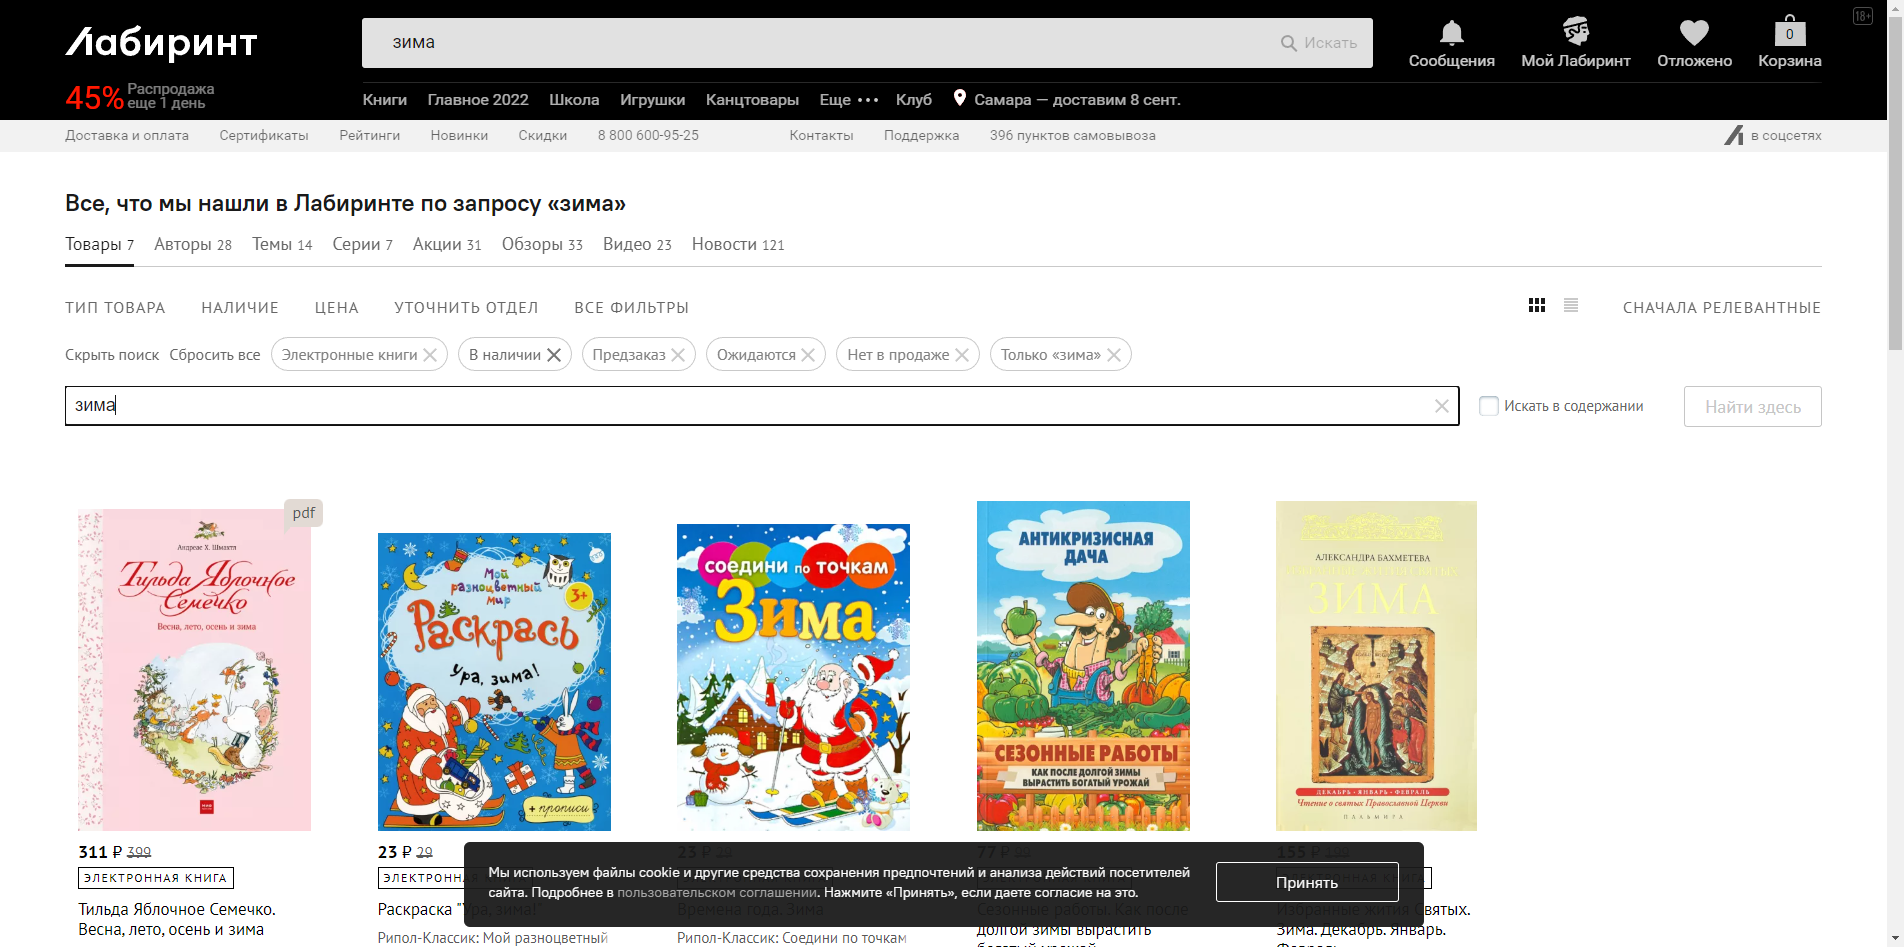 Лабиринт
зима
Искать
Сообщения
Мой Лабиринт
Отложено
0
Корзина
18+
45% Распродажа
еще 1 день
Книги Главное 2022 Школа Игрушки Канцтовары Еще ••• Клуб Самара — доставим 8 сент.
Доставка и оплата Сертификаты Рейтинги Новинки Скидки 8 800 600-95-25 Контакты Поддержка 396 пунктов самовывоза в соцсетях
Все, что мы нашли в Лабиринте по запросу «зима»
Товары 7 Авторы 28 Темы 14 Серии 7 Акции 31 Обзоры 33 Видео 23 Новости 121
ТИП ТОВАРА НАЛИЧИЕ ЦЕНА УТОЧНИТЬ ОТДЕЛ ВСЕ ФИЛЬТРЫ СНАЧАЛА РЕЛЕВАНТНЫЕ
Скрыть поиск Сбросить все Электронные книги В наличии Предзаказ Ожидаются Нет в продаже Только «зима»
зима
Искать в содержании
Найти здесь
pdf
Андреас Х. Шмахтл
Тильда Яблочное
Семечко
Весна, лето, осень и зима
Мой
разноцветный
мир
3+
Раскрась
Ура, зима!
+ прописи
соедини по точкам
Зима
АНТИКРИЗИСНАЯ
ДАЧА
СЕЗОННЫЕ РАБОТЫ
КАК ПОСЛЕ ДОЛГОЙ ЗИМЫ
ВЫРАСТИТЬ БОГАТЫЙ УРОЖАЙ
АЛЕКСАНДРА БАХМЕТЕВА
ЗИМА
ДЕКАБРЬ • ЯНВАРЬ • ФЕВРАЛЬ
Чтение о святых Православной Церкви
ПАЛЬМИРА
311 ₽ 399
ЭЛЕКТРОННАЯ КНИГА
Тильда Яблочное Семечко.
Весна, лето, осень и зима
23 ₽ 29
ЭЛЕКТРОННА
Раскраска "Ура, зима!"
Рипол-Классик: Мой разноцветный
23 ₽ 29
Времена года. Зима
Рипол-Классик: Соедини по точкам
77 ₽ 99
Сезонные работы. Как после
долгой зимы вырастить
богатый урожай
155 ₽ 199
Избранные жития Святых.
Зима. Декабрь. Январь.
Февраль
Мы используем файлы cookie и другие средства сохранения предпочтений и анализа действий посетителей
сайта. Подробнее в пользовательском соглашении. Нажмите «Принять», если даете согласие на это.
Принять